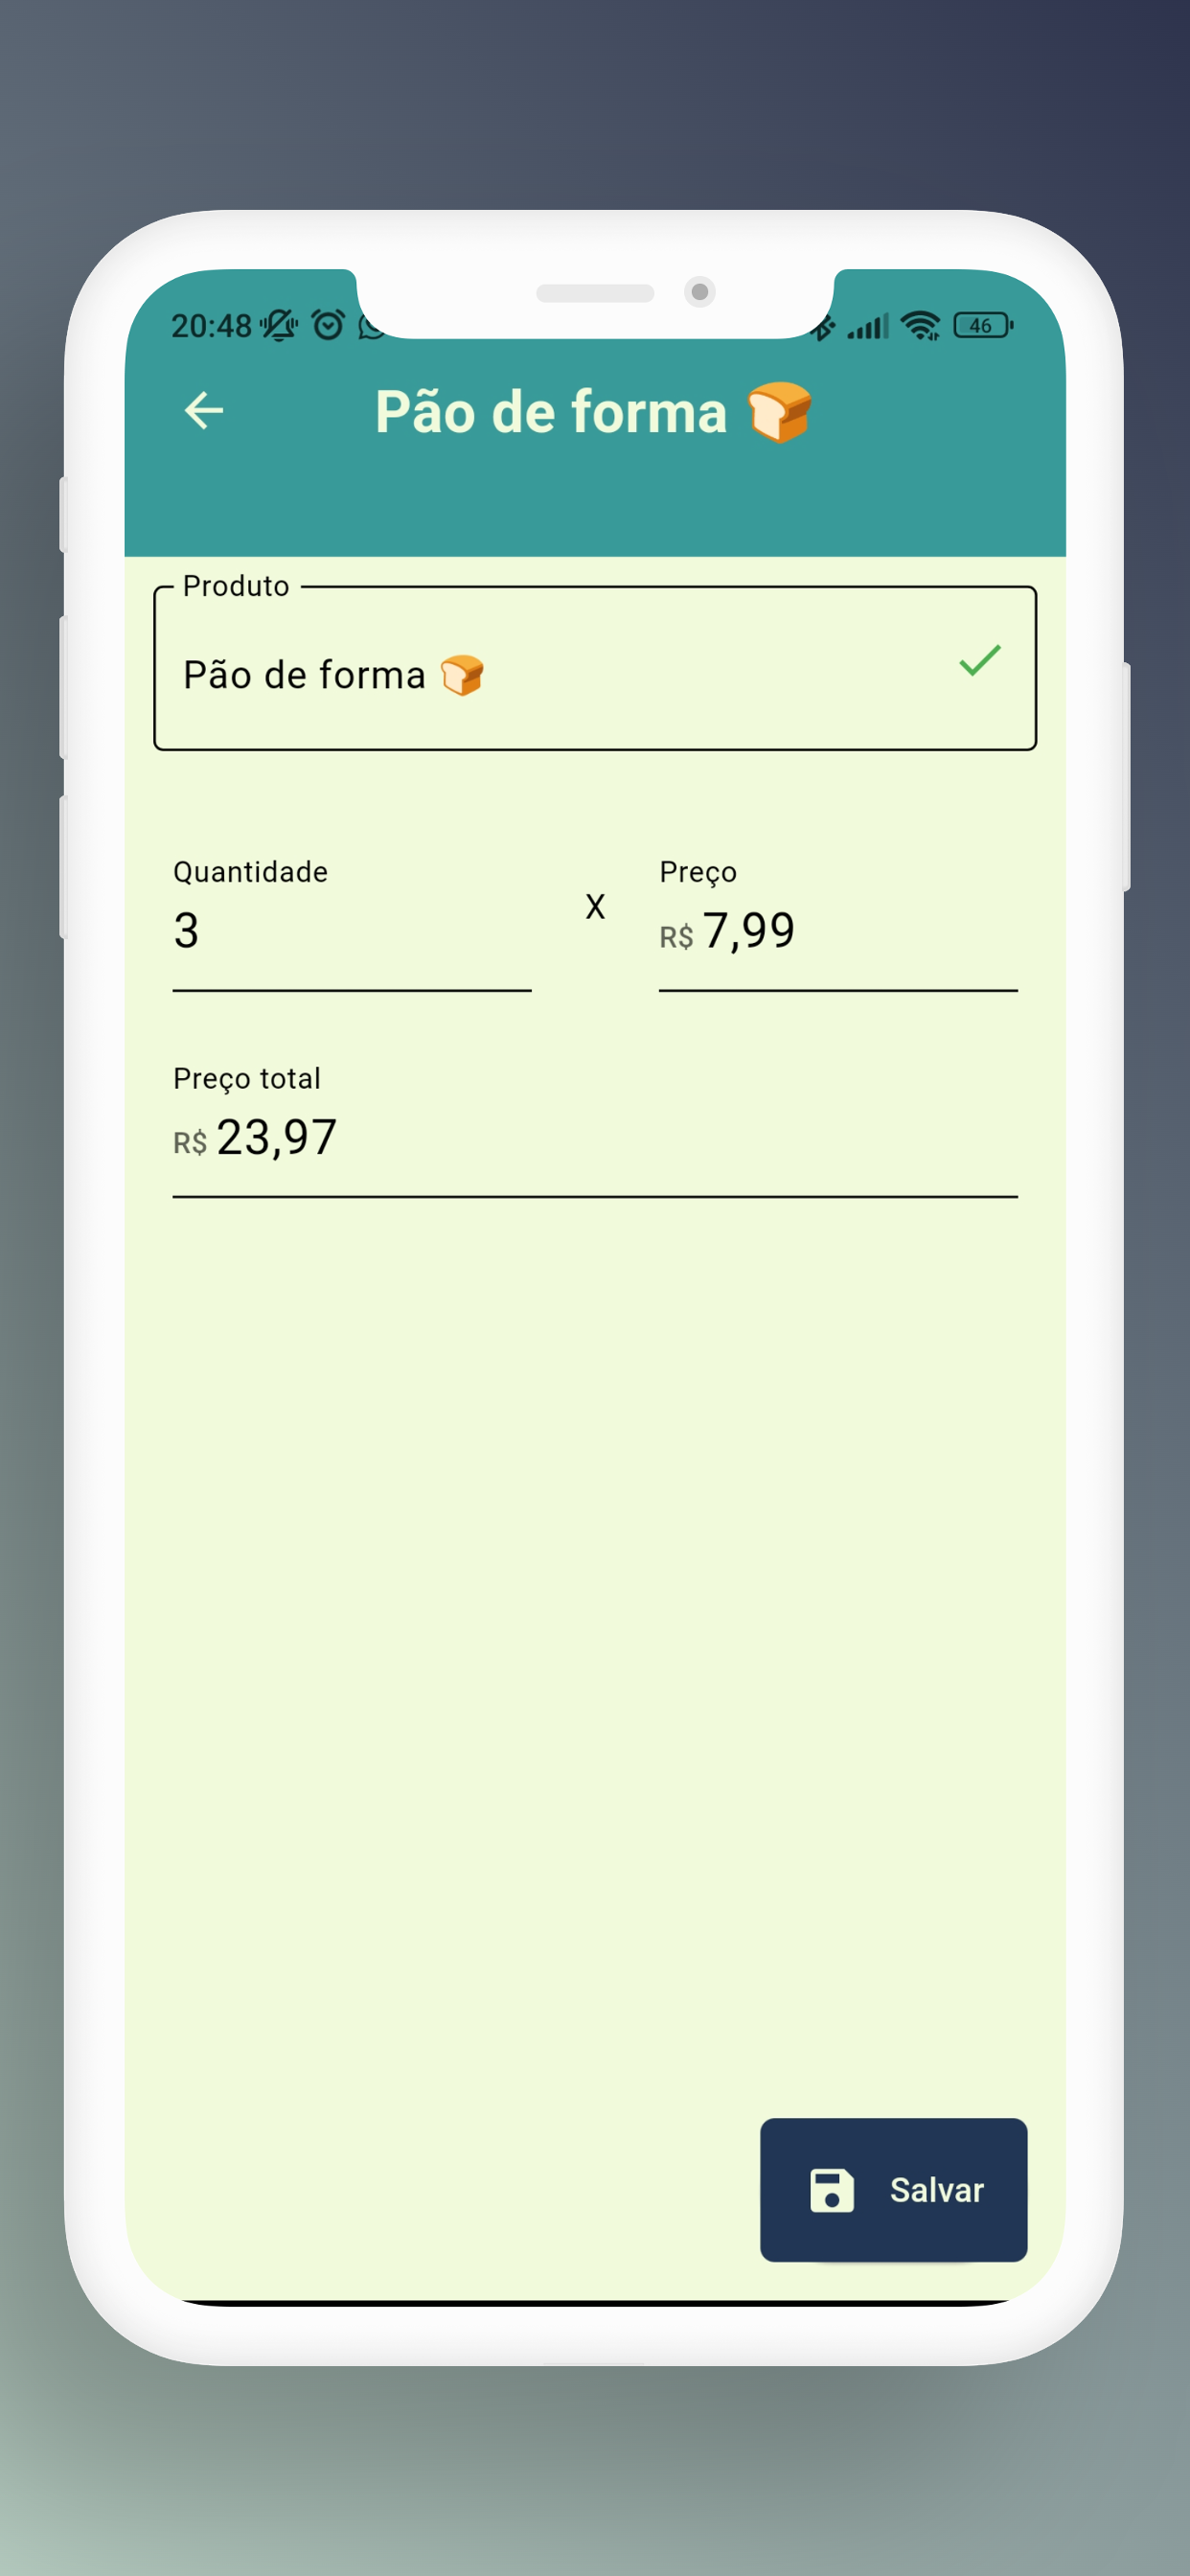 20:48 46
Pão de forma 🍞
Produto
Pão de forma 🍞
Quantidade
3
X
Preço
R$ 7,99
Preço total
R$ 23,97
Salvar